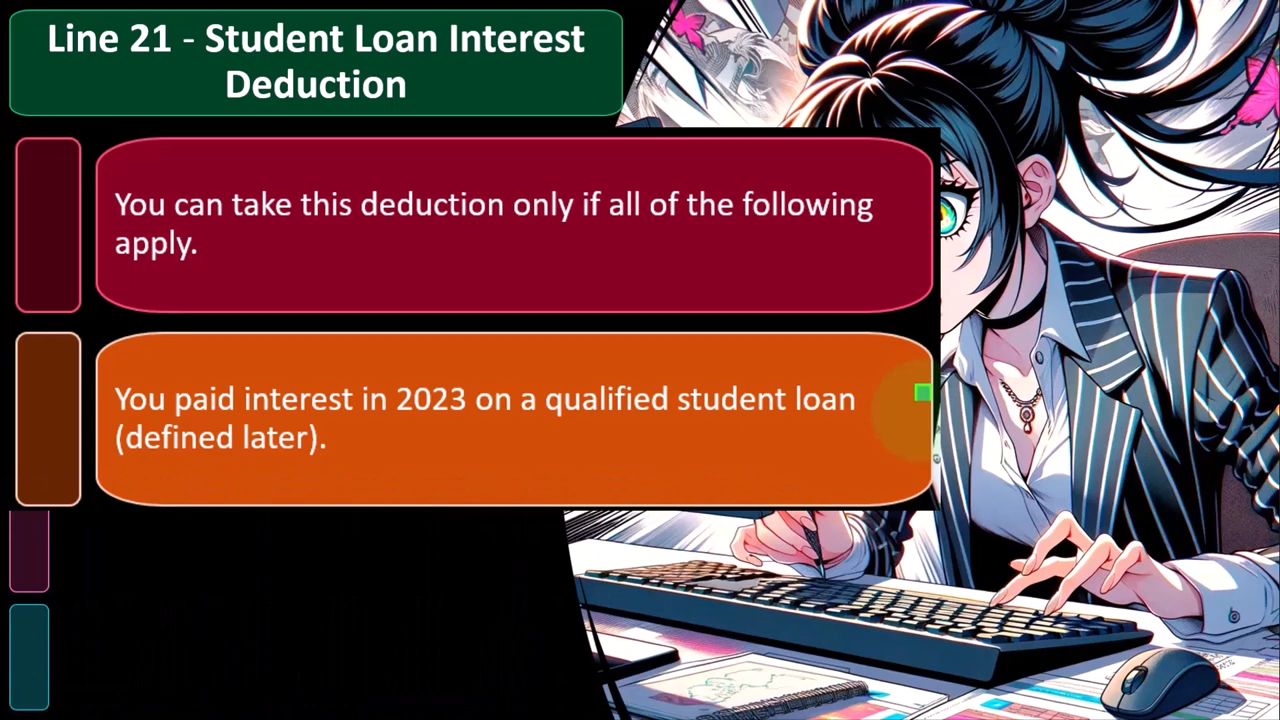 Line 21 - Student Loan Interest
Deduction
You can take this deduction only if all of the following
apply.
You paid interest in 2023 on a qualified student loan
(defined later).